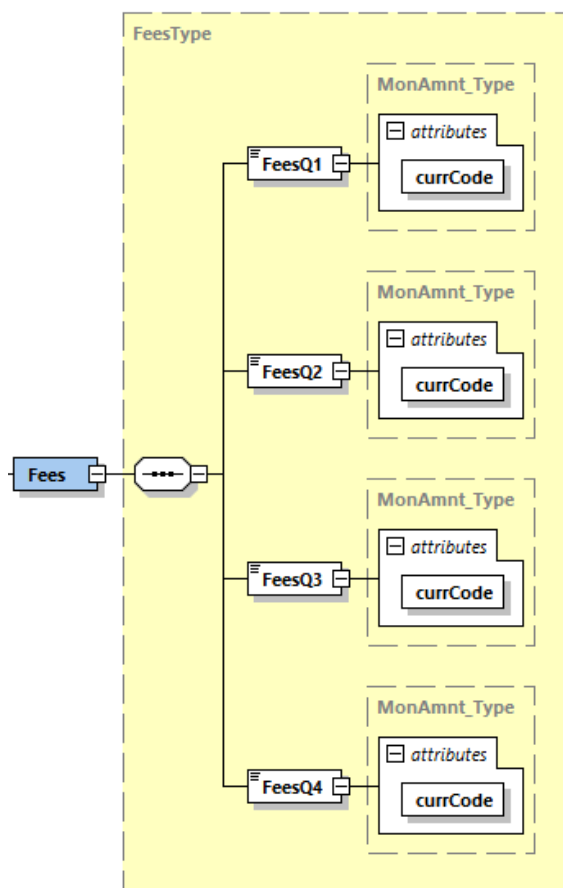 FeesType
MonAmnt_Type
attributes
FeesQ1
currCode
MonAmnt_Type
attributes
FeesQ2
currCode
Fees
MonAmnt_Type
attributes
FeesQ3
currCode
MonAmnt_Type
attributes
FeesQ4
currCode